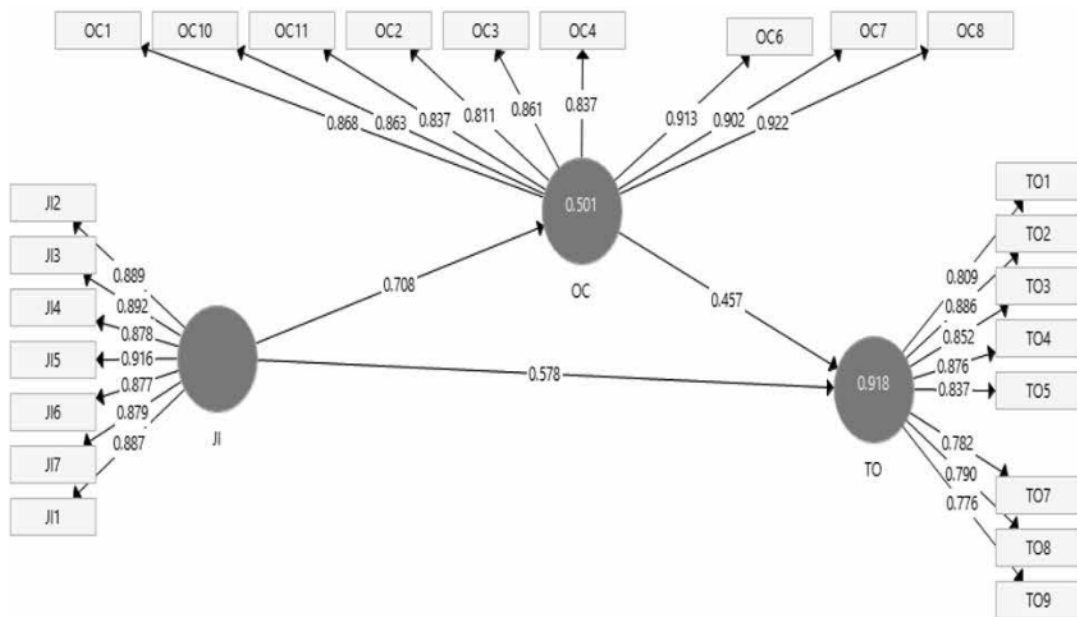 OC1 OC10 OC11 OC2 OC3 OC4 OC6 OC7 OC8
0.868 0.863 0.837 0.811 0.861 0.837 0.913 0.902 0.922
0.501
OC
JI2
JI3
JI4
JI5
JI6
JI7
JI1
0.889
0.892
0.878
0.916
0.877
0.879
0.887
JI
0.708
0.457
0.578
0.918
TO
0.809
0.886
0.852
0.876
0.837
0.782
0.790
0.776
TO1
TO2
TO3
TO4
TO5
TO7
TO8
TO9